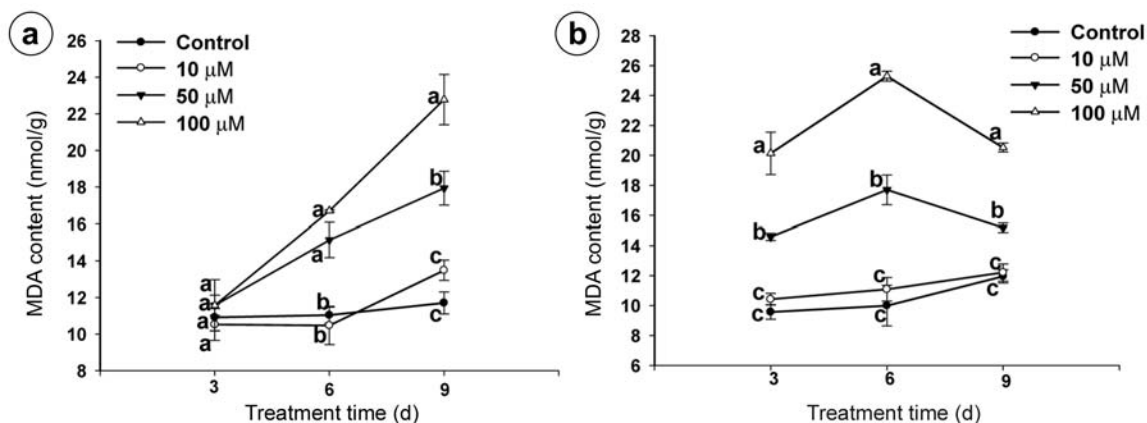 a
MDA content (nmol/g)
26
24
22
20
18
16
14
12
10
8
Control
10 μM
50 μM
100 μM
a
a
a
a
a
a
b
b
a
b
c
c
3
6
9
Treatment time (d)
b
MDA content (nmol/g)
28
26
24
22
20
18
16
14
12
10
8
6
Control
10 μM
50 μM
100 μM
a
b
c
c
a
b
c
c
a
b
c
c
3
6
9
Treatment time (d)